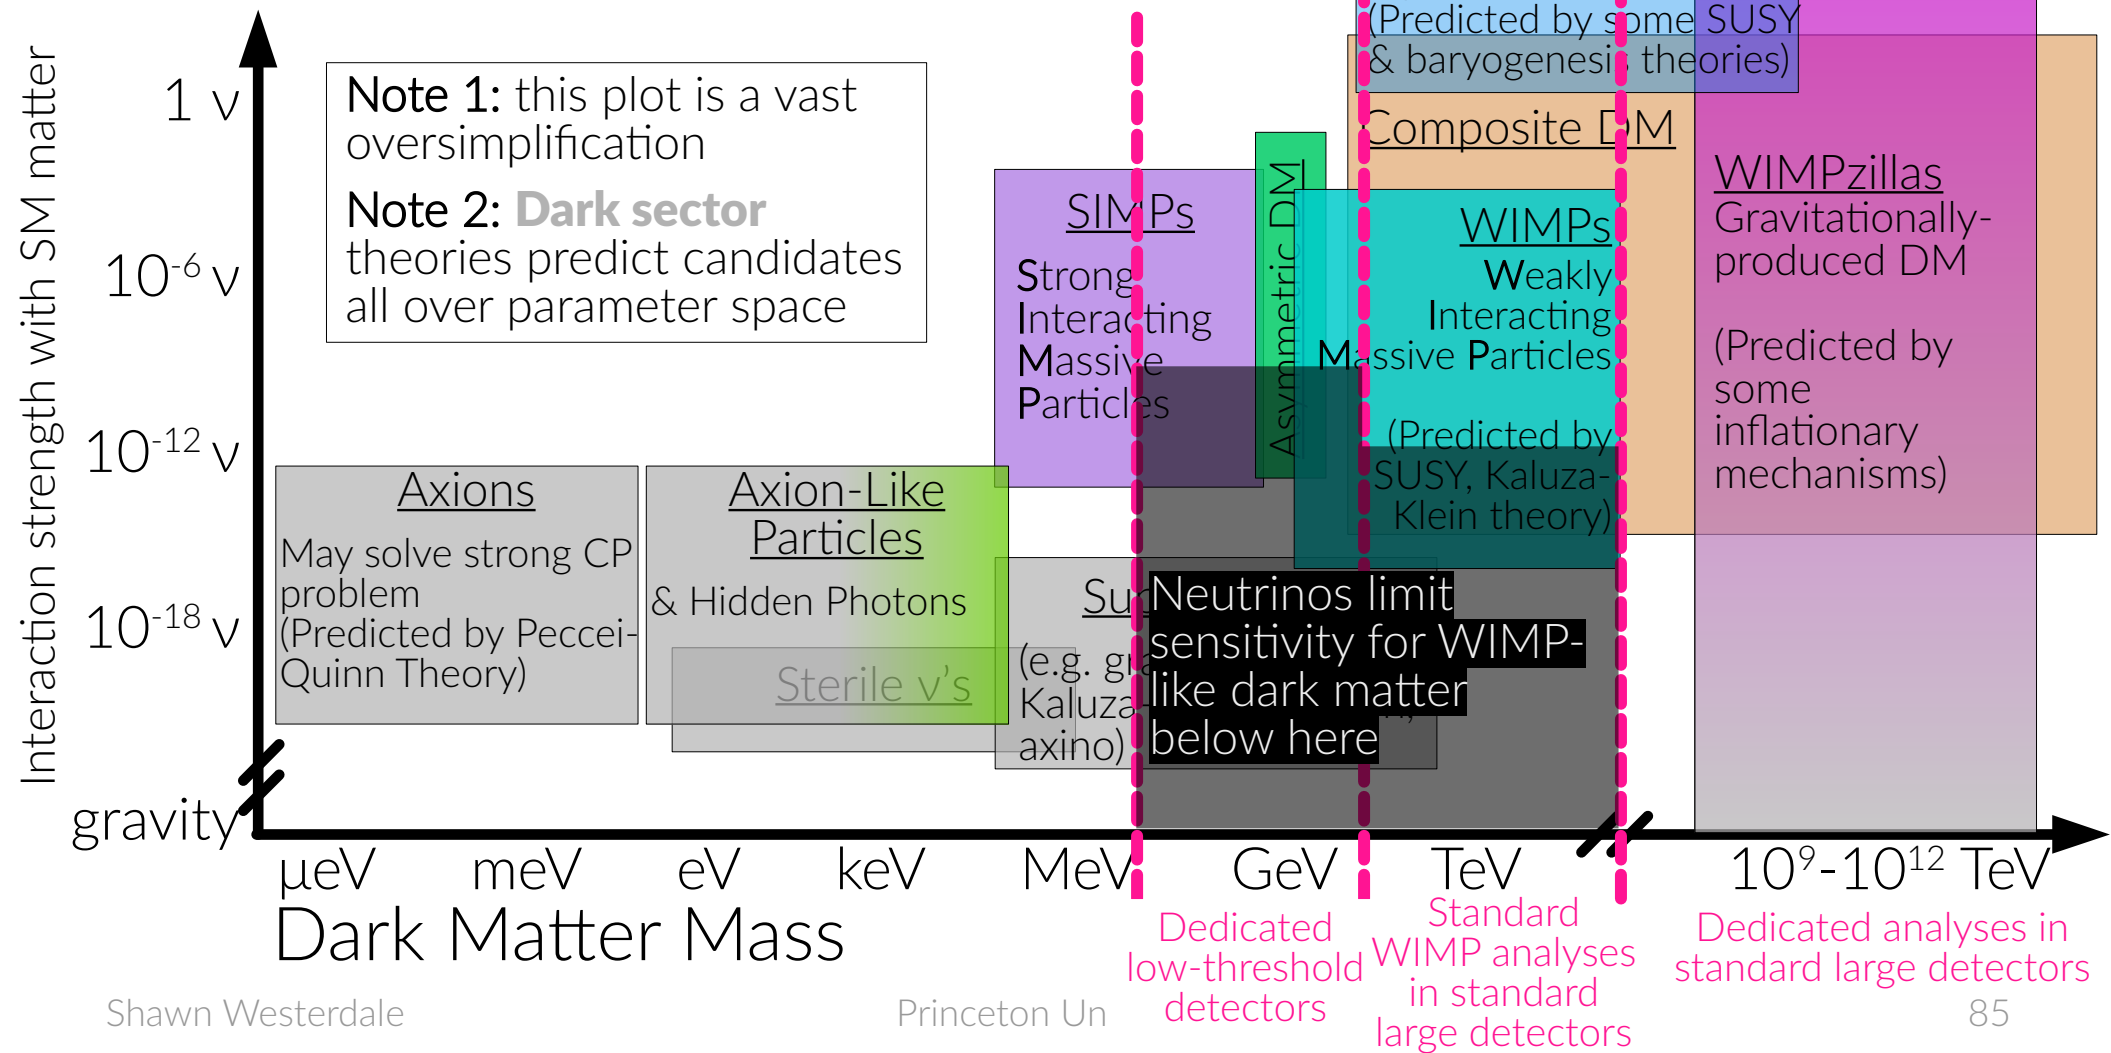 (Predicted by some SUSY
& baryogenesis theories)
Interaction strength with SM matter
1 ν
10⁻⁶ ν
10⁻¹² ν
10⁻¹⁸ ν
gravity
Note 1: this plot is a vast
oversimplification
Note 2: Dark sector
theories predict candidates
all over parameter space
Composite DM
SIMPs
Strong
Interacting
Massive
Particles
Asymmetric DM
WIMPs
Weakly
Interacting
Massive Particles
(Predicted by
SUSY, Kaluza-
Klein theory)
WIMPzillas
Gravitationally-
produced DM
(Predicted by
some
inflationary
mechanisms)
Axions
May solve strong CP
problem
(Predicted by Peccei-
Quinn Theory)
Axion-Like
Particles
& Hidden Photons
Sterile ν's
(e.g.
axino)
Neutrinos limit
sensitivity for WIMP-
like dark matter
below here
μeV meV eV keV MeV GeV TeV 10⁹-10¹² TeV
Dark Matter Mass
Dedicated
low-threshold
detectors
Standard
WIMP analyses
in standard
large detectors
Dedicated analyses in
standard large detectors
Shawn Westerdale
Princeton Un
85